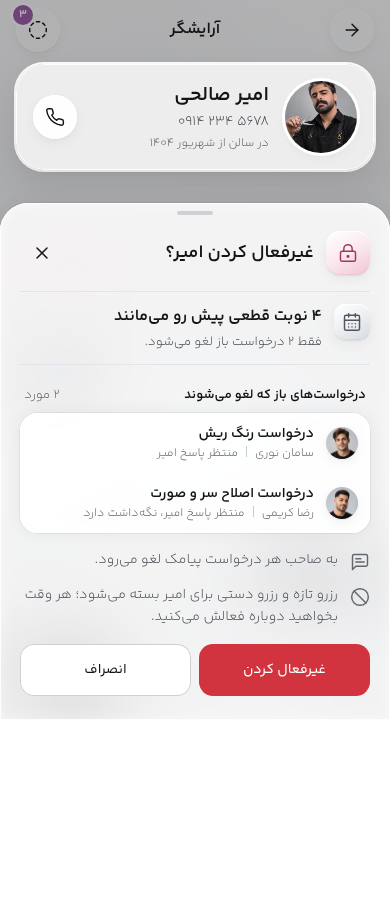 ۳
آرایشگر
امیر صالحی
۰۹۱۴ ۲۳۴ ۵۶۷۸
در سالن از شهریور ۱۴۰۴
غیرفعال کردن امیر؟
۴ نوبت قطعی پیش رو می‌مانند
فقط ۲ درخواست باز لغو می‌شود.
درخواست‌های باز که لغو می‌شوند
۲ مورد
درخواست رنگ ریش
سامان نوری | منتظر پاسخ امیر
درخواست اصلاح سر و صورت
رضا کریمی | منتظر پاسخ امیر، نگه‌داشت دارد
به صاحب هر درخواست پیامک لغو می‌رود.
رزرو تازه و رزرو دستی برای امیر بسته می‌شود؛ هر وقت
بخواهید دوباره فعالش می‌کنید.
غیرفعال کردن
انصراف